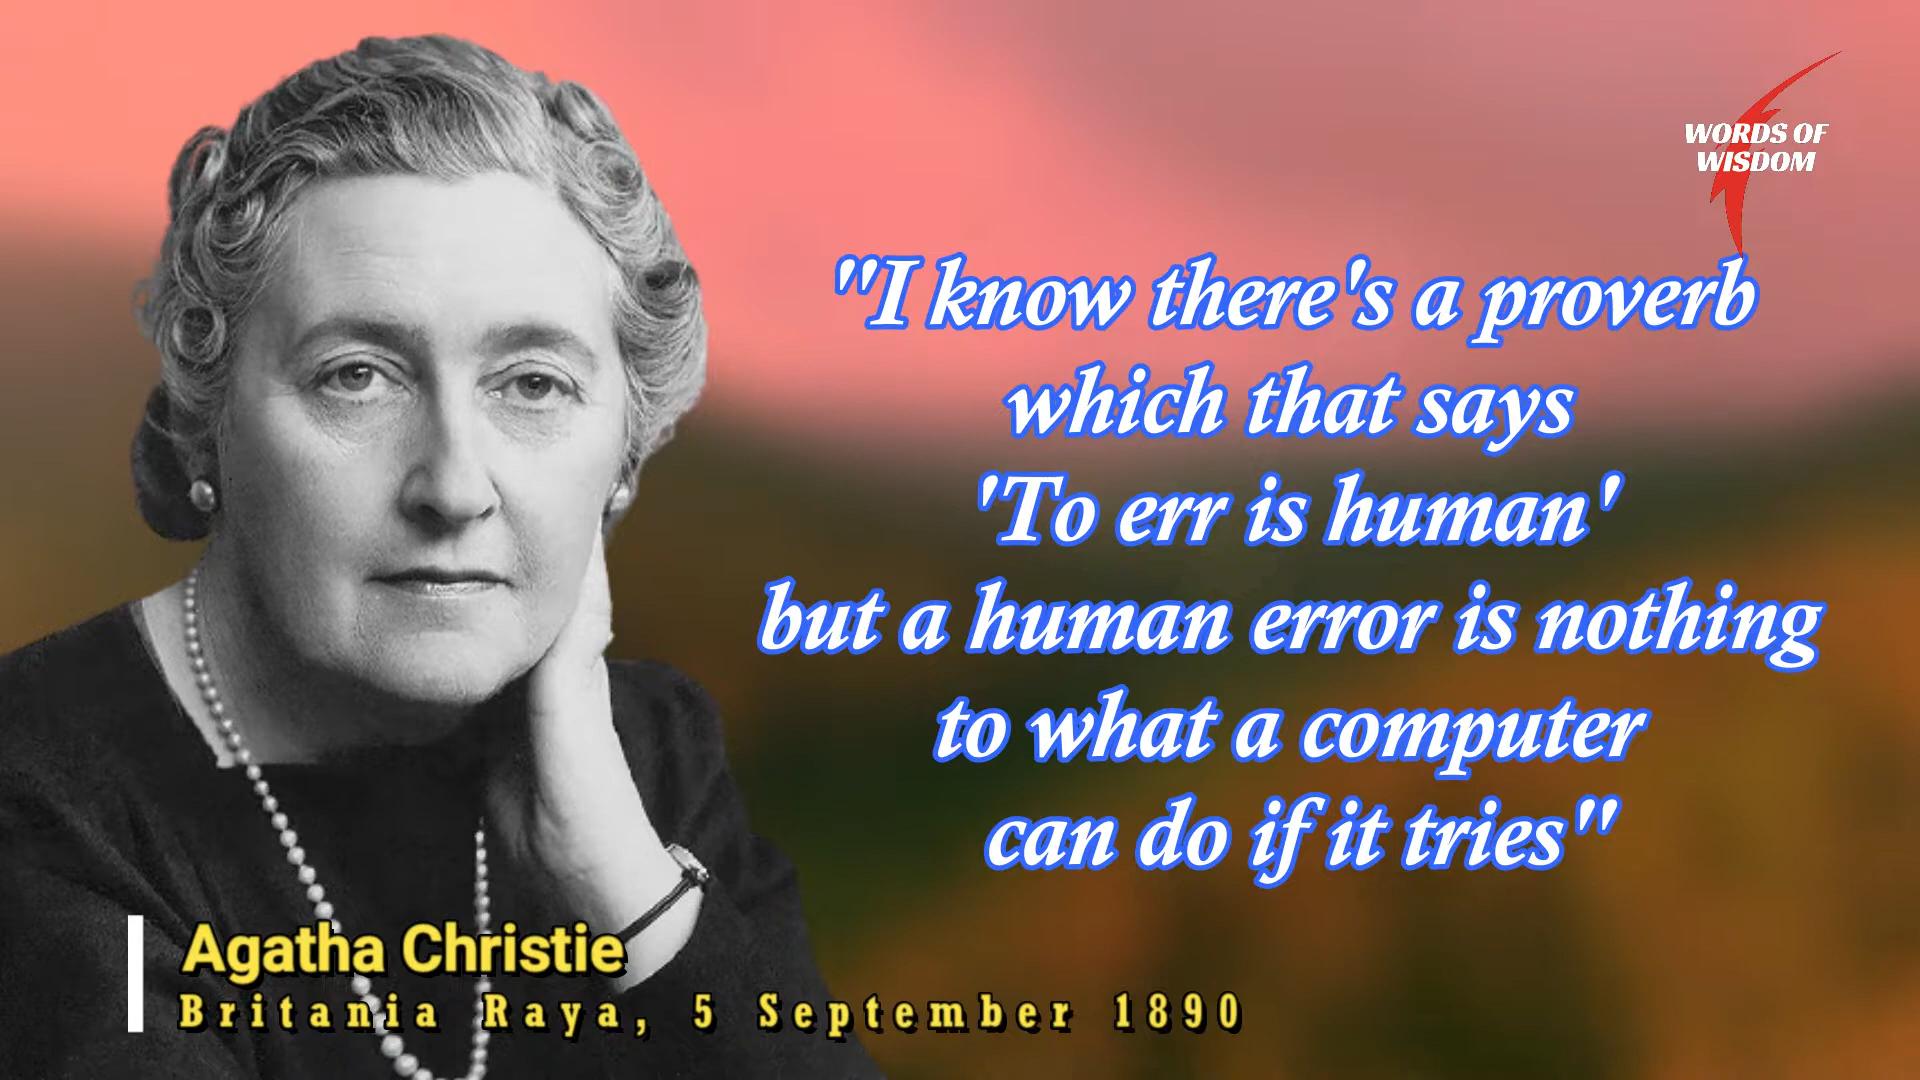 WORDS OF
WISDOM
"I know there's a proverb
which that says
'To err is human'
but a human error is nothing
to what a computer
can do if it tries"
Agatha Christie
Britania Raya, 5 September 1890